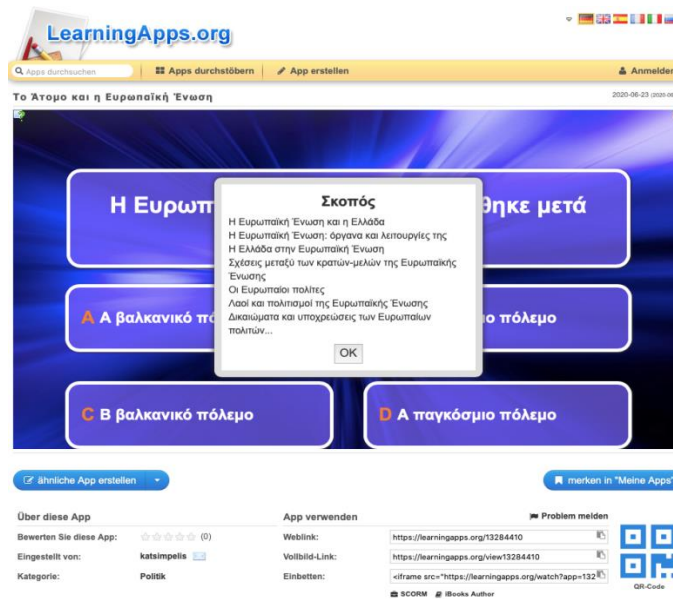 LearningApps.org
Apps durchsuchen
Apps durchstöbern
App erstellen
Anmelden
Το Άτομο και η Ευρωπαϊκή Ένωση
2020-06-23
Η Ευρωπ
θηκε μετά
Σκοπός
Η Ευρωπαϊκή Ένωση και η Ελλάδα
Η Ευρωπαϊκή Ένωση: όργανα και λειτουργίες της
Η Ελλάδα στην Ευρωπαϊκή Ένωση
Σχέσεις μεταξύ των κρατών-μελών της Ευρωπαϊκής
Ένωσης
Οι Ευρωπαίοι πολίτες
Λαοί και πολιτισμοί της Ευρωπαϊκής Ένωσης
Δικαιώματα και υποχρεώσεις των Ευρωπαίων
πολιτών...
OK
A Α βαλκανικό πό
ιο πόλεμο
C Β βαλκανικό πόλεμο
D Α παγκόσμιο πόλεμο
ähnliche App erstellen
merken in "Meine Apps"
Über diese App
App verwenden
Problem melden
Bewerten Sie diese App:
(0)
Weblink:
https://learningapps.org/13284410
Eingestellt von:
katsimpelis
Vollbild-Link:
https://learningapps.org/view13284410
Kategorie:
Politik
Einbetten:
<iframe src="https://learningapps.org/watch?app=132
SCORM
iBooks Author
QR-Code